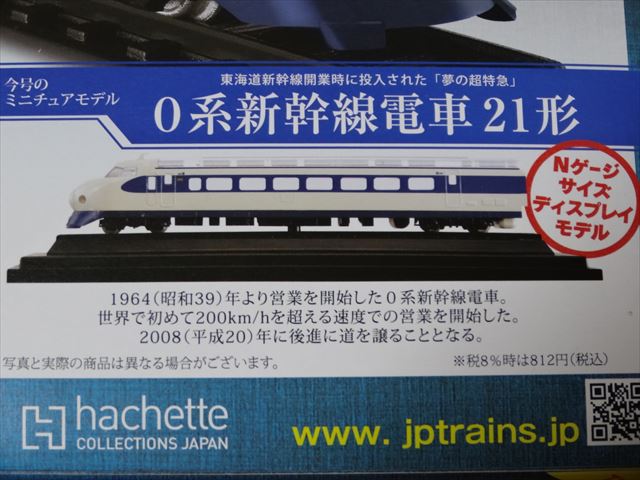 今号の
ミニチュアモデル
東海道新幹線開業時に投入された「夢の超特急」
0系新幹線電車 21形
Nゲージ
サイズ
ディスプレイ
モデル
1964（昭和39）年より営業を開始した０系新幹線電車。
世界で初めて200km/hを超える速度での営業を開始した。
2008（平成20）年に後進に道を譲ることとなる。
写真と実際の商品は異なる場合がございます。
※税8％時は812円（税込）
hachette
COLLECTIONS JAPAN
www. jptrains.jp